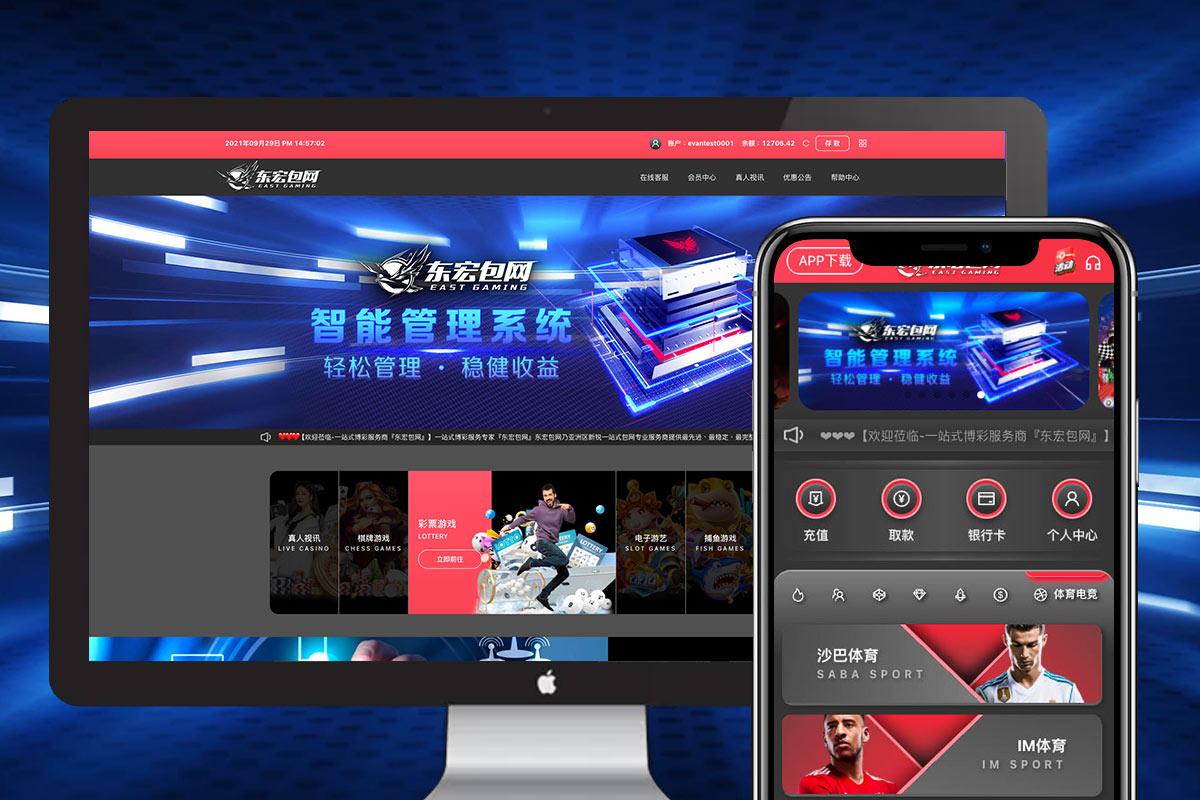 2021年09月29日 PM 14:57:02
账户：evantest0001 余额：12706.42 存款
东宏包网
EAST GAMING
在线客服 会员中心 真人视讯 优惠公告 帮助中心
东宏包网
EAST GAMING
智能管理系统
轻松管理 · 稳健收益
【欢迎莅临-一站式博彩服务商『东宏包网』】一站式博彩服务专家『东宏包网』东宏包网乃亚洲区新锐一站式包网专业服务商提供最先进、最稳定、最完整
真人视讯
LIVE CASINO
棋牌游戏
CHESS GAMES
彩票游戏
LOTTERY
立即前往
LOTTERY
电子游艺
SLOT GAMES
捕鱼游戏
FISH GAMES
APP下载
EAST GAMING
活动
东宏包网
EAST GAMING
智能管理系统
轻松管理 · 稳健收益
❤❤❤【欢迎莅临-一站式博彩服务商『东宏包网』】
充值
取款
银行卡
个人中心
体育电竞
沙巴体育
SABA SPORT
IM体育
IM SPORT